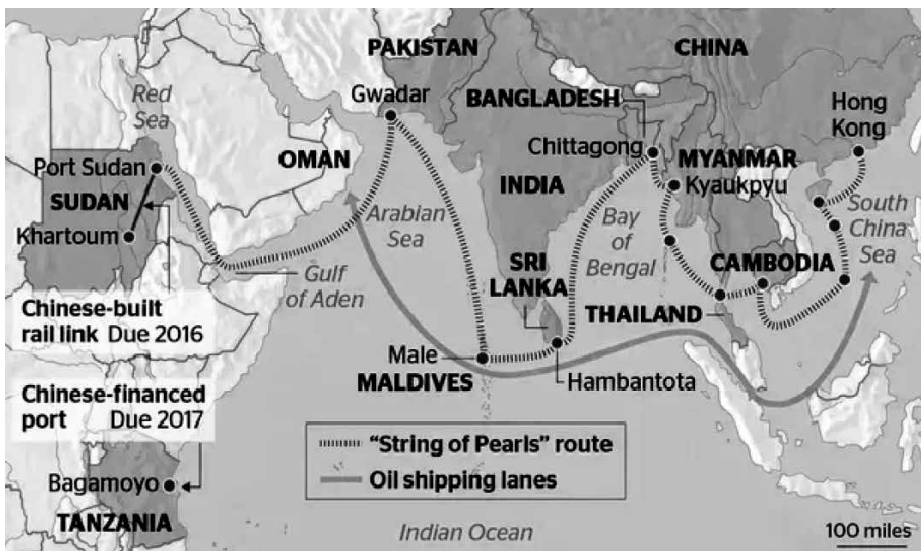 PAKISTAN
CHINA
Red
Sea
Gwadar
BANGLADESH
Hong
Kong
Port Sudan
OMAN
Chittagong
MYANMAR
SUDAN
INDIA
Kyaukpyu
Khartoum
Arabian
Sea
Bay
of
Bengal
South
China
Sea
Gulf
of Aden
SRI
LANKA
CAMBODIA
Chinese-built
rail link Due 2016
THAILAND
Male
MALDIVES
Hambantota
Chinese-financed
port Due 2017
"String of Pearls" route
Oil shipping lanes
Bagamoyo
TANZANIA
Indian Ocean
100 miles